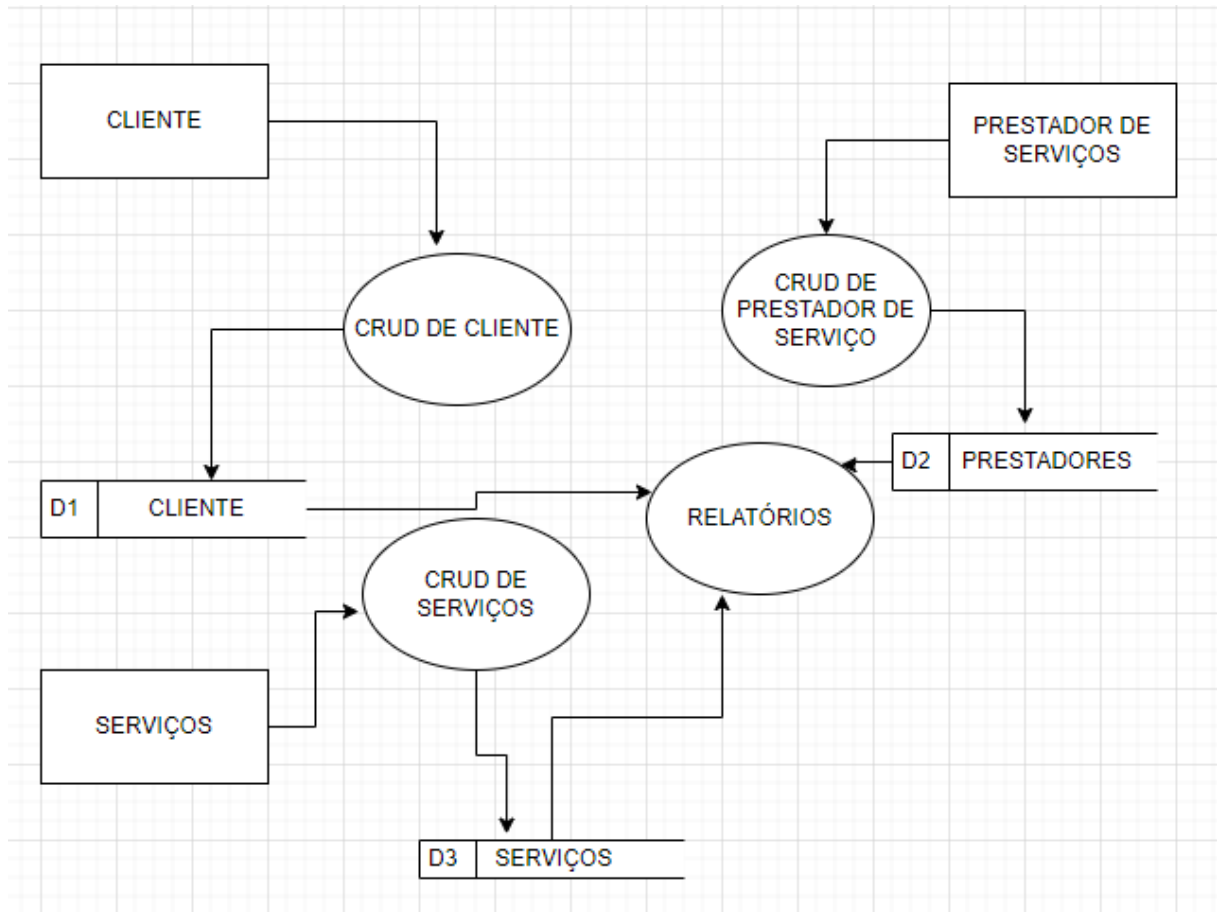 CLIENTE
PRESTADOR DE
SERVIÇOS
CRUD DE
PRESTADOR DE
SERVIÇO
CRUD DE CLIENTE
D2 PRESTADORES
D1 CLIENTE
RELATÓRIOS
CRUD DE
SERVIÇOS
SERVIÇOS
D3 SERVIÇOS